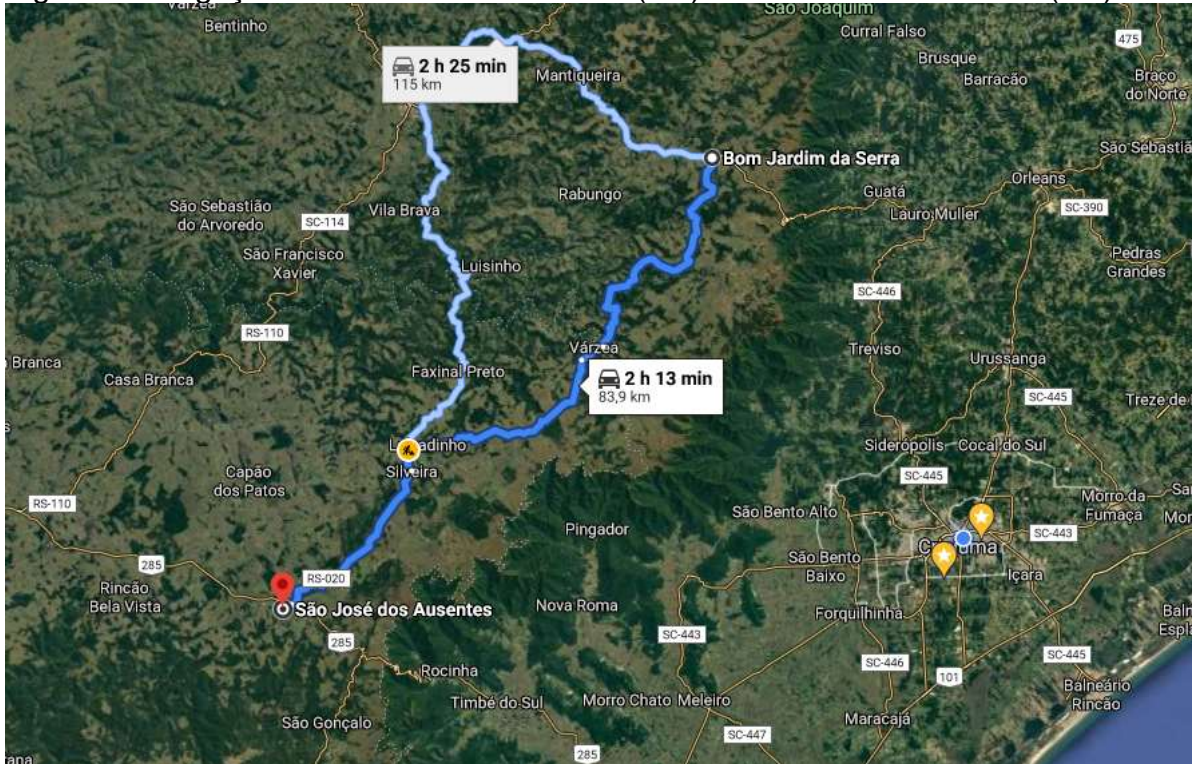 São Joaquim
Bentinho
Curral Falso
475
2 h 25 min
115 km
Mantiqueira
Brusque
Barracão
Braço
do Norte
Bom Jardim da Serra
São Sebastiã
Orleans
Rabungo
Guatá
SC-390
São Sebastião
do Arvoredo
Vila Brava
SC-114
Lauro Muller
São Francisco
Xavier
Luisinho
Pedras
Grandes
SC-446
RS-110
Várzea
Treviso
Urussanga
Branca
Casa Branca
Faxinal Preto
2 h 13 min
83,9 km
SC-445
Treze de
Siderópolis
Cocal do Sul
Silveira
Capão
dos Patos
SC-445
RS-110
Morro da
Fumaça
São Bento Alto
Pingador
SC-443
285
São Bento
Baixo
Içara
RS-020
Rincão
Bela Vista
São José dos Ausentes
Nova Roma
Forquilhinha
SC-443
285
SC-446
SC-445
Rocinha
101
Timbé do Sul
Morro Chato
Meleiro
Balneário
Rincão
São Gonçalo
Maracajá
SC-447
285